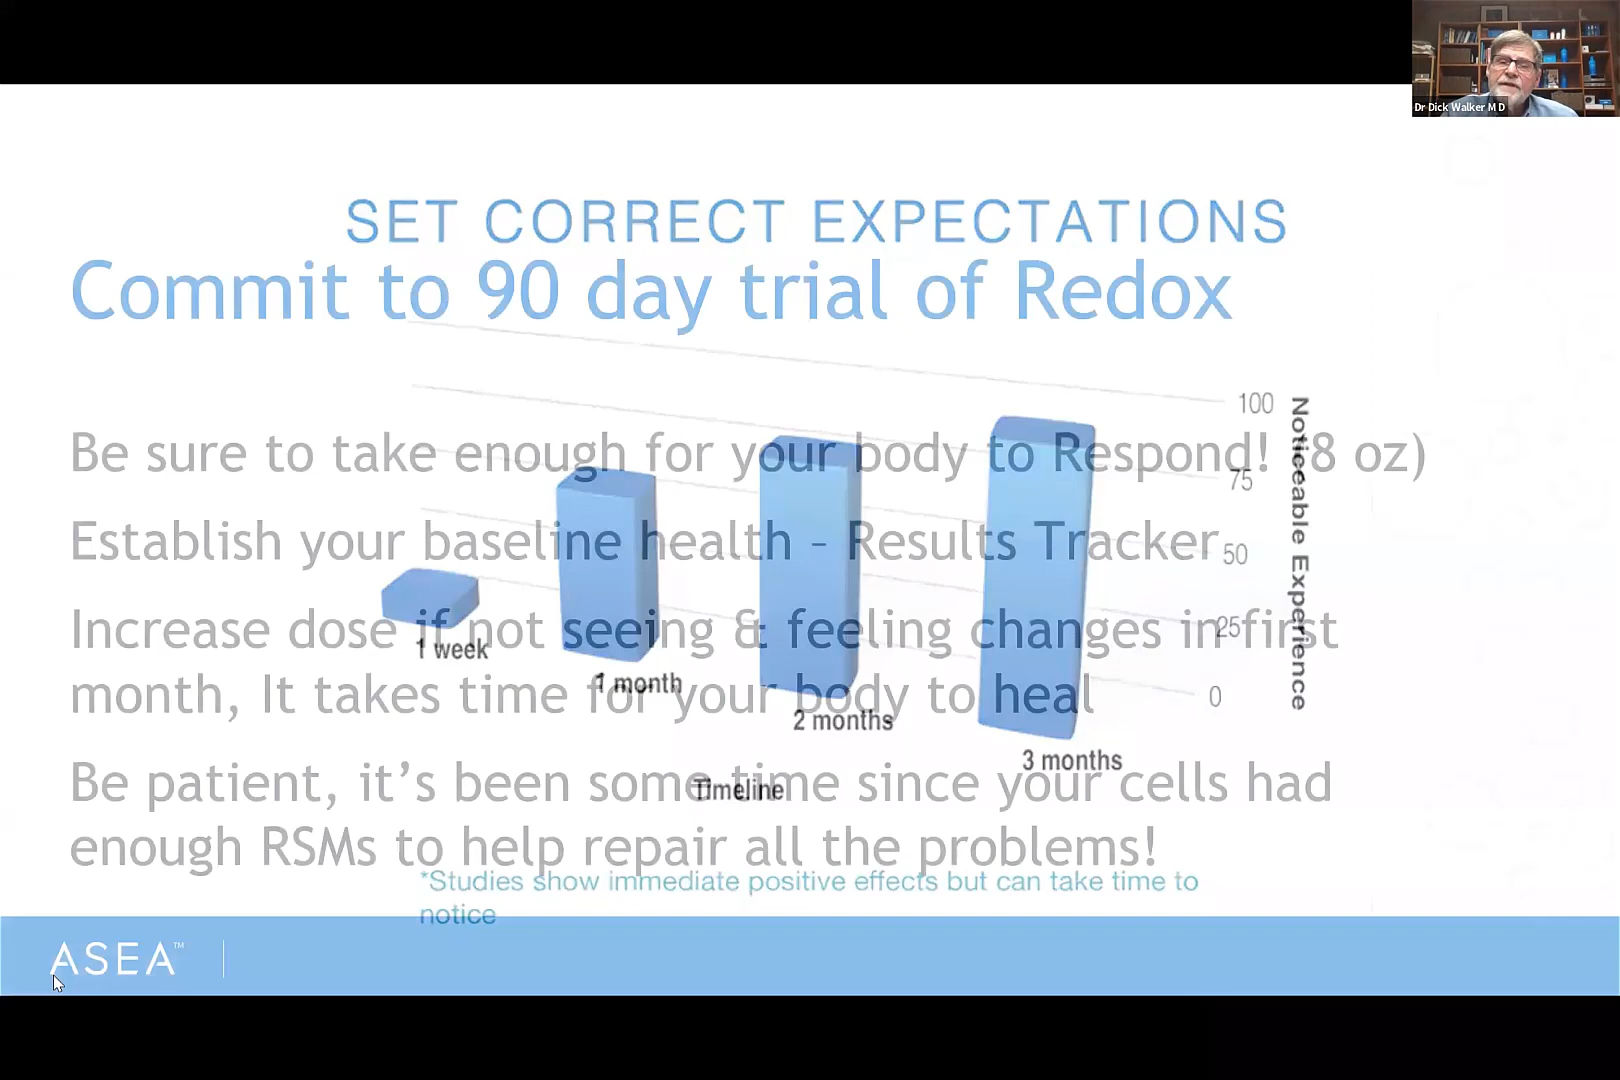 Dr Dick Walker M D
SET CORRECT EXPECTATIONS
Commit to 90 day trial of Redox
100
Be sure to take enough for your body to Respond! 8 oz)
75
Establish your baseline health – Results Tracker
50
Noticeable Experience
Increase dose if not seeing & feeling changes in first
25
1 week
month, It takes time for your body to heal
1 month
0
2 months
3 months
Be patient, it’s been some time since your cells had
Timeline
enough RSMs to help repair all the problems!
*Studies show immediate positive effects but can take time to
notice
ASEA™